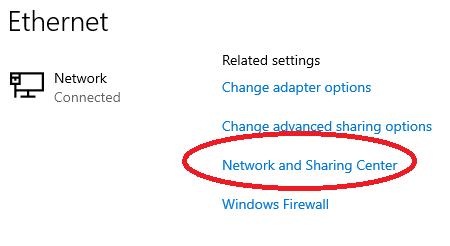 Ethernet
Network
Connected
Related settings
Change adapter options
Change advanced sharing options
Network and Sharing Center
Windows Firewall